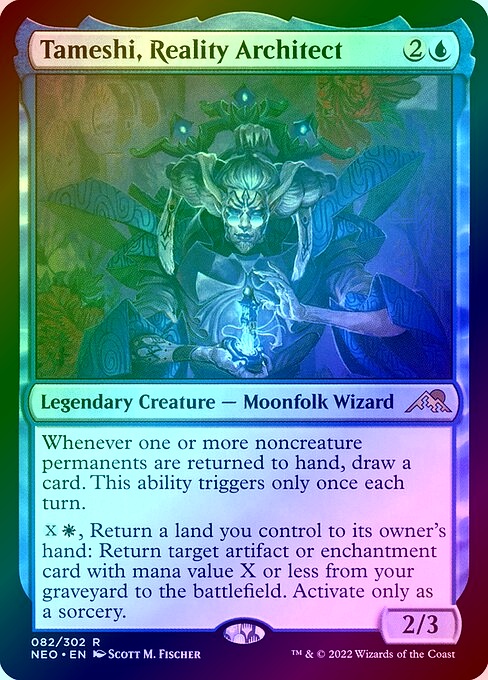 Tameshi, Reality Architect 2
Legendary Creature — Moonfolk Wizard
Whenever one or more noncreature
permanents are returned to hand, draw a
card. This ability triggers only once each
turn.
X, Return a land you control to its owner's
hand: Return target artifact or enchantment
card with mana value X or less from your
graveyard to the battlefield. Activate only as
a sorcery.
2/3
082/302 R
NEO • EN Scott M. Fischer
™ & © 2022 Wizards of the Coast